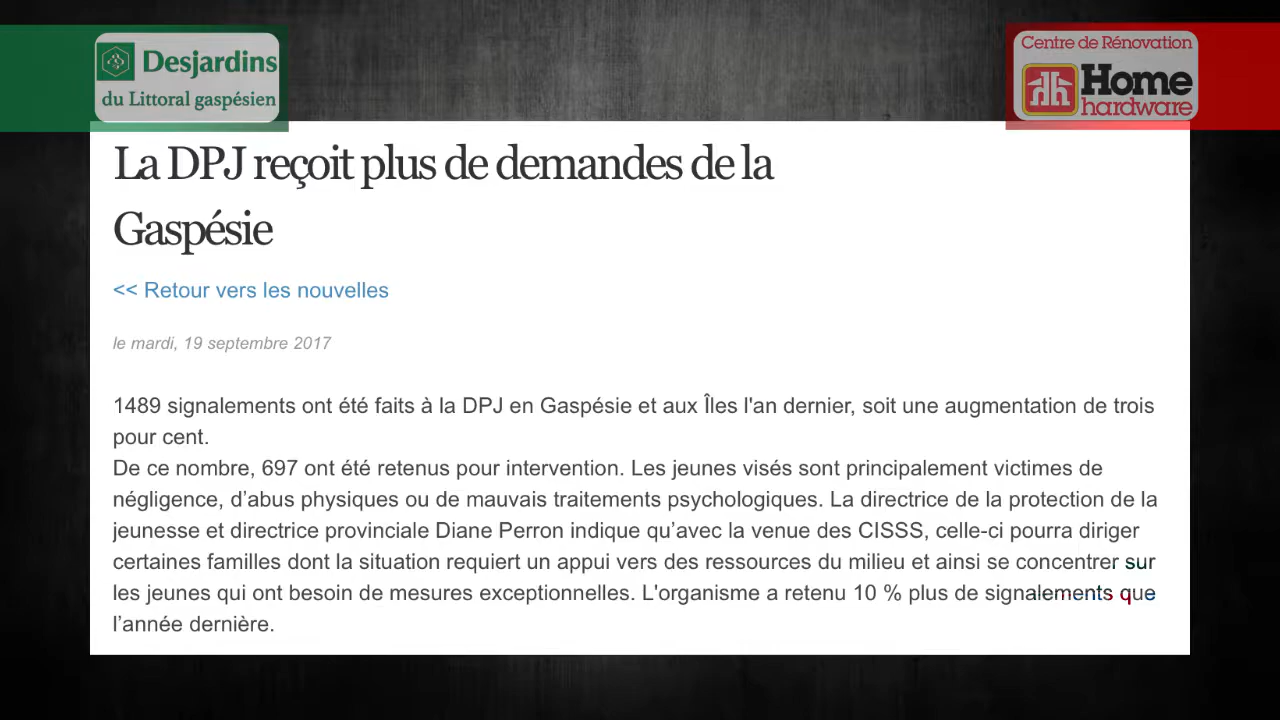 Desjardins
du Littoral gaspésien
Centre de Rénovation
Home
hardware
La DPJ reçoit plus de demandes de la
Gaspésie
<< Retour vers les nouvelles
le mardi, 19 septembre 2017
1489 signalements ont été faits à la DPJ en Gaspésie et aux Îles l'an dernier, soit une augmentation de trois
pour cent.
De ce nombre, 697 ont été retenus pour intervention. Les jeunes visés sont principalement victimes de
négligence, d’abus physiques ou de mauvais traitements psychologiques. La directrice de la protection de la
jeunesse et directrice provinciale Diane Perron indique qu’avec la venue des CISSS, celle-ci pourra diriger
certaines familles dont la situation requiert un appui vers des ressources du milieu et ainsi se concentrer sur
les jeunes qui ont besoin de mesures exceptionnelles. L'organisme a retenu 10 % plus de signalements que
l’année dernière.